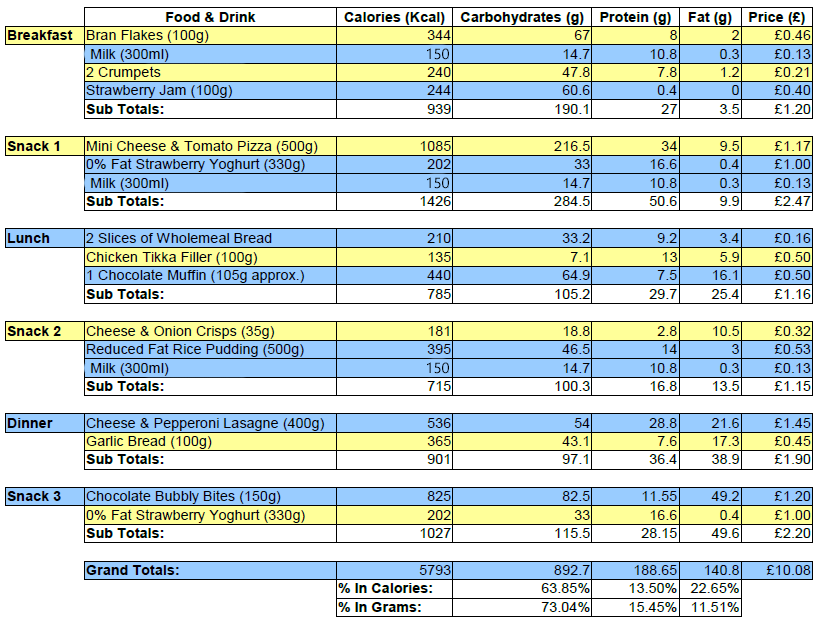 Food & Drink Calories (Kcal) Carbohydrates (g) Protein (g) Fat (g) Price (£)
Breakfast Bran Flakes (100g) 344 67 8 2 £0.46
Milk (300ml) 150 14.7 10.8 0.3 £0.13
2 Crumpets 240 47.8 7.8 1.2 £0.21
Strawberry Jam (100g) 244 60.6 0.4 0 £0.40
Sub Totals: 939 190.1 27 3.5 £1.20
Snack 1 Mini Cheese & Tomato Pizza (500g) 1085 216.5 34 9.5 £1.17
0% Fat Strawberry Yoghurt (330g) 202 33 16.6 0.4 £1.00
Milk (300ml) 150 14.7 10.8 0.3 £0.13
Sub Totals: 1426 284.5 50.6 9.9 £2.47
Lunch 2 Slices of Wholemeal Bread 210 33.2 9.2 3.4 £0.16
Chicken Tikka Filler (100g) 135 7.1 13 5.9 £0.50
1 Chocolate Muffin (105g approx.) 440 64.9 7.5 16.1 £0.50
Sub Totals: 785 105.2 29.7 25.4 £1.16
Snack 2 Cheese & Onion Crisps (35g) 181 18.8 2.8 10.5 £0.32
Reduced Fat Rice Pudding (500g) 395 46.5 14 3 £0.53
Milk (300ml) 150 14.7 10.8 0.3 £0.13
Sub Totals: 715 100.3 16.8 13.5 £1.15
Dinner Cheese & Pepperoni Lasagne (400g) 536 54 28.8 21.6 £1.45
Garlic Bread (100g) 365 43.1 7.6 17.3 £0.45
Sub Totals: 901 97.1 36.4 38.9 £1.90
Snack 3 Chocolate Bubbly Bites (150g) 825 82.5 11.55 49.2 £1.20
0% Fat Strawberry Yoghurt (330g) 202 33 16.6 0.4 £1.00
Sub Totals: 1027 115.5 28.15 49.6 £2.20
Grand Totals: 5793 892.7 188.65 140.8 £10.08
% In Calories: 63.85% 13.50% 22.65%
% In Grams: 73.04% 15.45% 11.51%